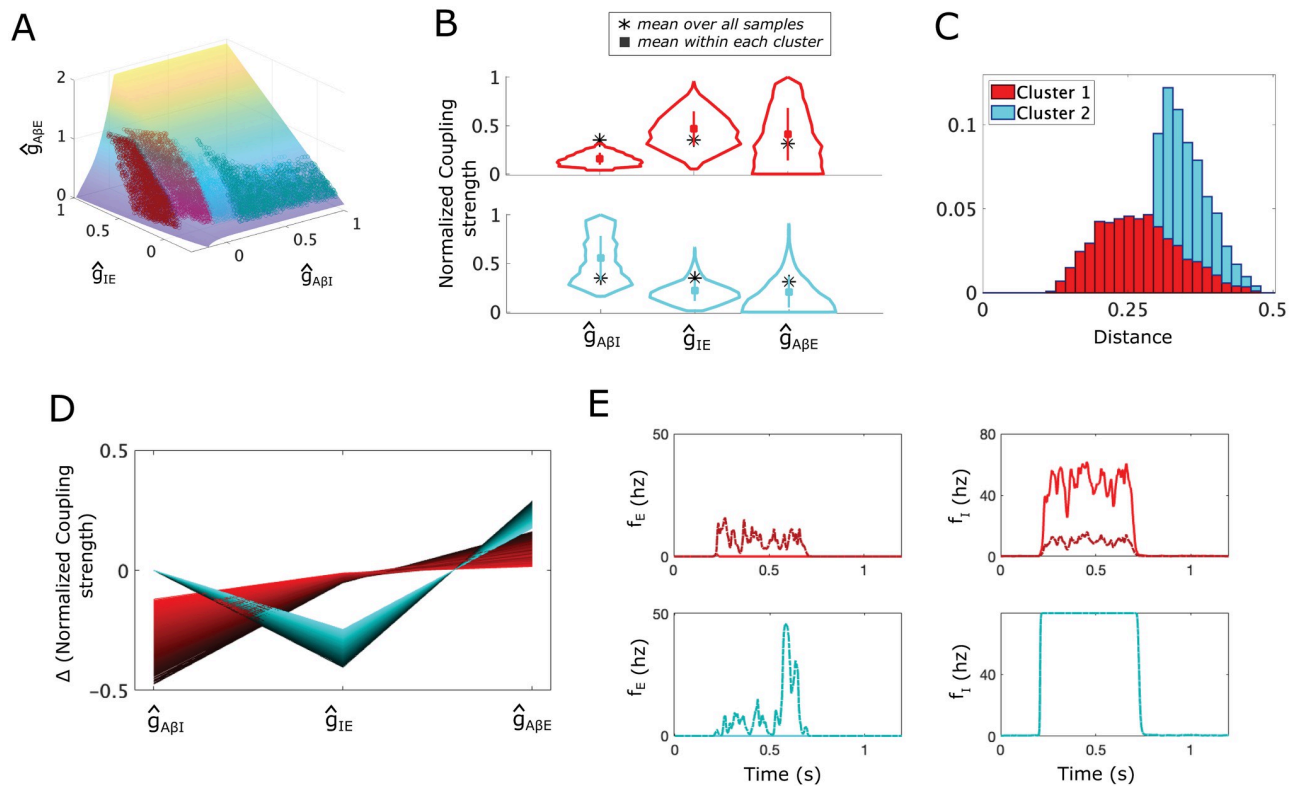 A
2
1
0
ĝAβE
1
0.5
0
ĝIE
0
0.5
1
ĝAβI
B
* mean over all samples
■ mean within each cluster
Normalized Coupling
strength
1
0.5
0
1
0.5
0
ĝAβI
ĝIE
ĝAβE
C
Cluster 1
Cluster 2
0.1
0.05
0
0
0.25
0.5
Distance
D
Δ (Normalized Coupling
strength)
0.5
0
−0.5
ĝAβI
ĝIE
ĝAβE
E
fE (hz)
50
0
0
0.5
1
fI (hz)
80
40
0
0
0.5
1
fE (hz)
50
0
0
0.5
1
Time (s)
fI (hz)
40
0
0
0.5
1
Time (s)